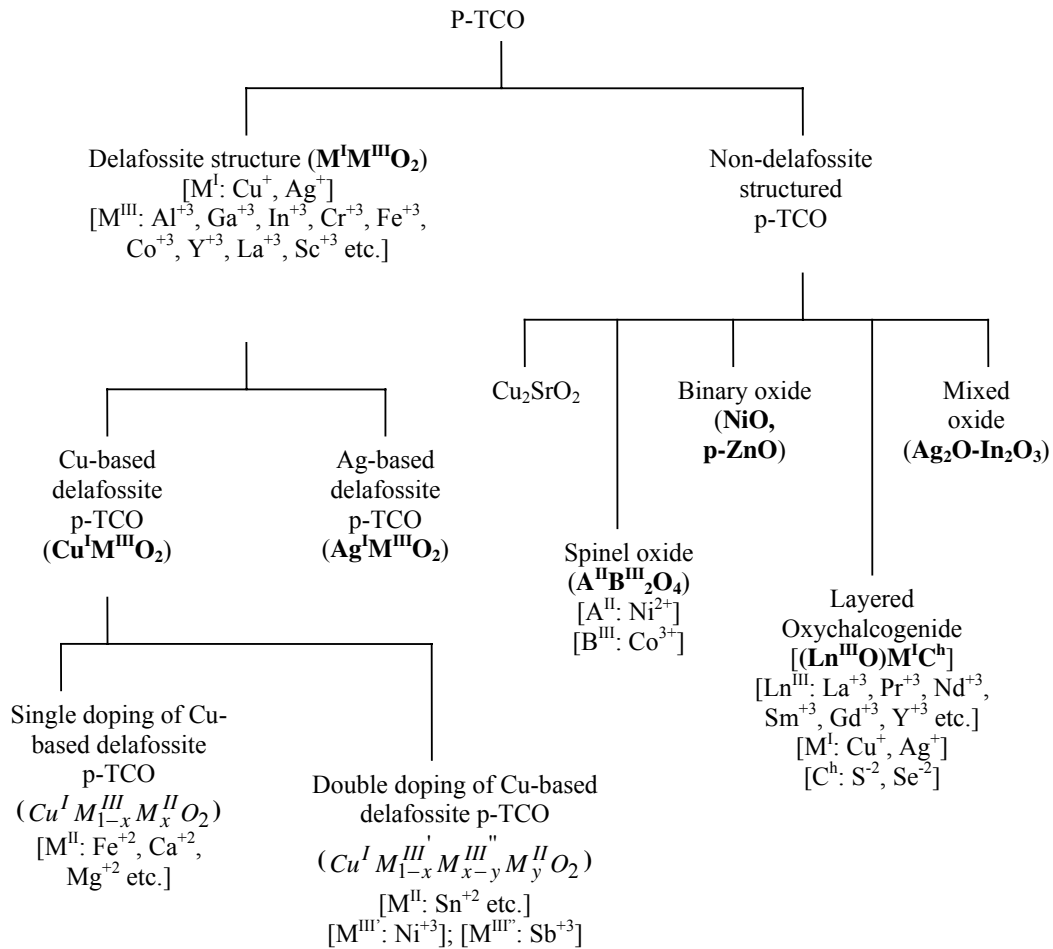 P-TCO
Delafossite structure (M^I M^III O₂)
[M^I: Cu⁺, Ag⁺]
[M^III: Al⁺³, Ga⁺³, In⁺³, Cr⁺³, Fe⁺³,
Co⁺³, Y⁺³, La⁺³, Sc⁺³ etc.]
Non-delafossite
structured
p-TCO
Cu-based
delafossite
p-TCO
(Cu^I M^III O₂)
Ag-based
delafossite
p-TCO
(Ag^I M^III O₂)
Single doping of Cu-
based delafossite
p-TCO
(Cu^I M^III_{1-x} M^II_x O₂)
[M^II: Fe⁺², Ca⁺²,
Mg⁺² etc.]
Double doping of Cu-based
delafossite p-TCO
(Cu^I M^III'_{1-x} M^III"_{x-y} M^II_y O₂)
[M^II: Sn⁺² etc.]
[M^III': Ni⁺³]; [M^III": Sb⁺³]
Cu₂SrO₂
Spinel oxide
(A^II B^III₂O₄)
[A^II: Ni²⁺]
[B^III: Co³⁺]
Binary oxide
(NiO,
p-ZnO)
Layered
Oxychalcogenide
[(Ln^III O)M^I C^h]
[Ln^III: La⁺³, Pr⁺³, Nd⁺³,
Sm⁺³, Gd⁺³, Y⁺³ etc.]
[M^I: Cu⁺, Ag⁺]
[C^h: S⁻², Se⁻²]
Mixed
oxide
(Ag₂O-In₂O₃)